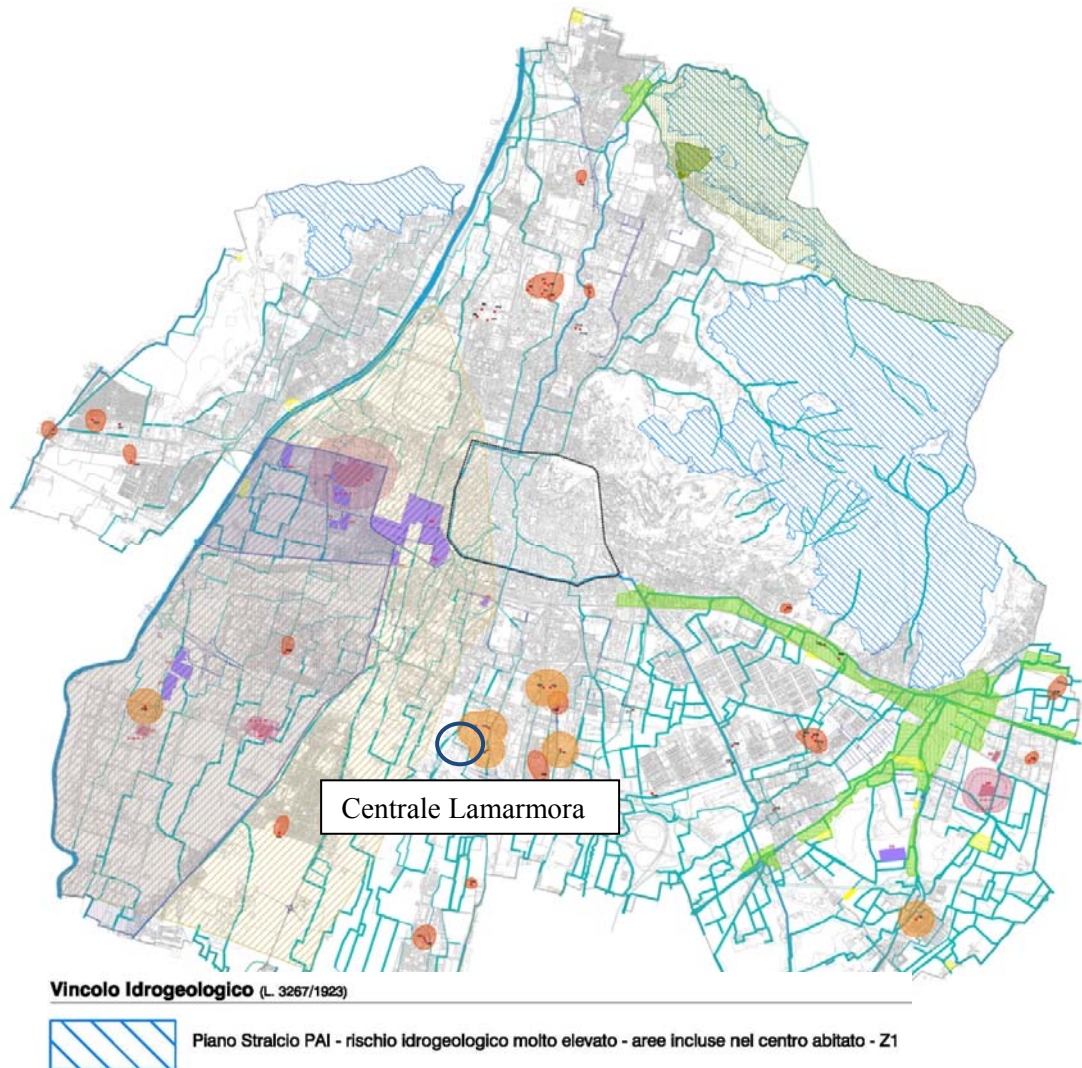 Centrale Lamarmora
Vincolo Idrogeologico (L. 3267/1923)
Piano Stralcio PAI - rischio idrogeologico molto elevato - aree incluse nel centro abitato - Z1